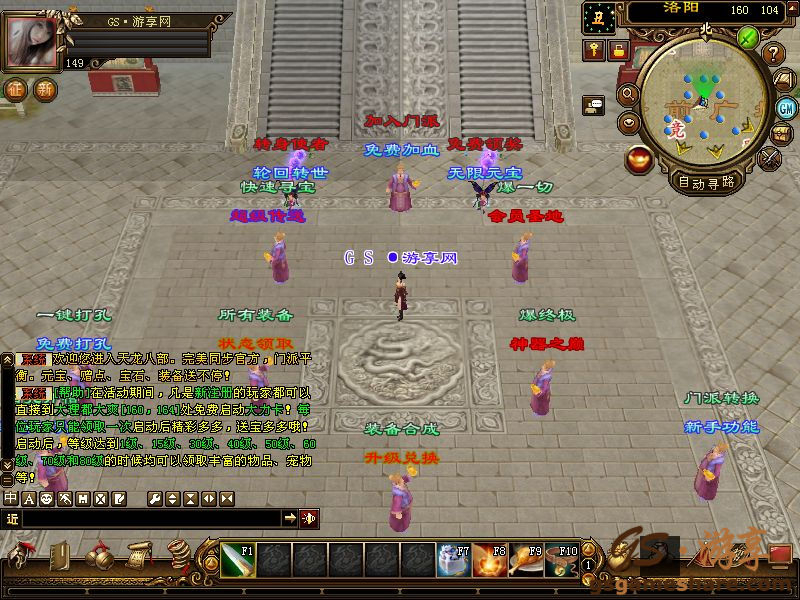 GS·游享网
149
征 新
丑
洛阳
160 104
北
GM
自动寻路
加入门派
免费加血
转身使者
轮回转世
免费领奖
无限元宝
快速寻宝
超级传送
爆一切
会员圣地
GS●游享网
一键打孔
免费打孔
所有装备
状态领取
爆终极
神器之巅
门派转换
新手功能
装备合成
升级兑换
系统 欢迎您进入天龙八部．完美同步官方，门派平
衡．元宝、赠点、宝石、装备送不停！
系统 [帮助]在活动期间，凡是新注册的玩家都可以
直接到大理都大爽[160，164]处免费启动大力卡！每
位玩家只能领取一次启动后精彩多多，送宝多多哦！
启动后，等级达到1级、15级、30级、40级、50级、60
级、70级和80级的时候均可以领取丰富的物品、宠物
等！
中 A
近
F1 F7 F8 F9 F10
1
游享